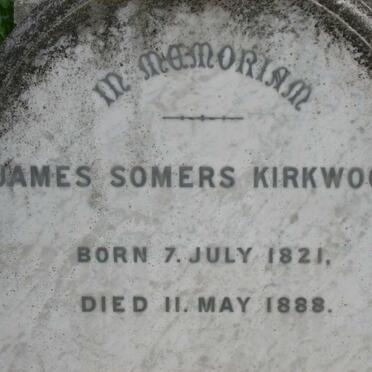 IN MEMORIAM
JAMES SOMERS KIRKWOO
BORN 7. JULY 1821,
DIED 11. MAY 1888.